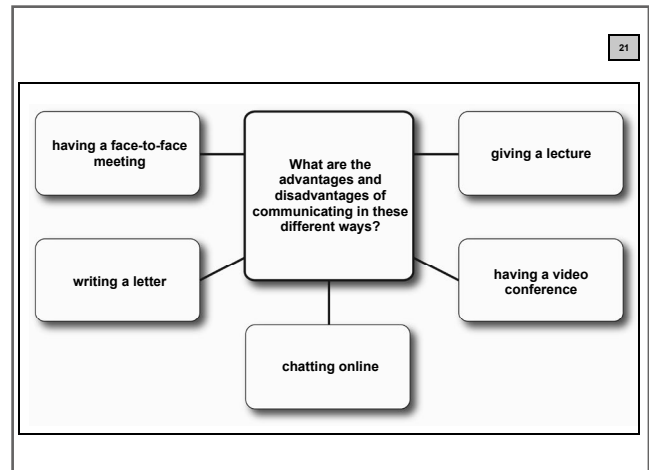 21
having a face-to-face
meeting
What are the
advantages and
disadvantages of
communicating in these
different ways?
giving a lecture
writing a letter
having a video
conference
chatting online